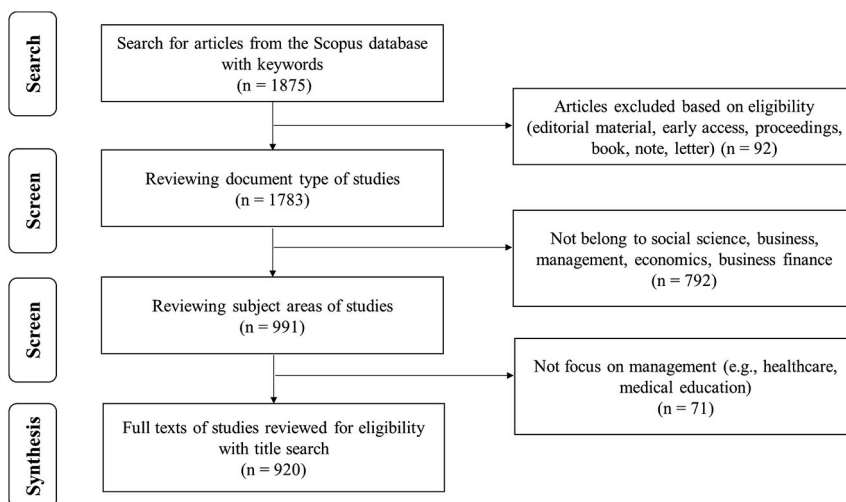 Search
Search for articles from the Scopus database
with keywords
(n = 1875)
Articles excluded based on eligibility
(editorial material, early access, proceedings,
book, note, letter) (n = 92)
Screen
Reviewing document type of studies
(n = 1783)
Not belong to social science, business,
management, economics, business finance
(n = 792)
Screen
Reviewing subject areas of studies
(n = 991)
Not focus on management (e.g., healthcare,
medical education)
(n = 71)
Synthesis
Full texts of studies reviewed for eligibility
with title search
(n = 920)